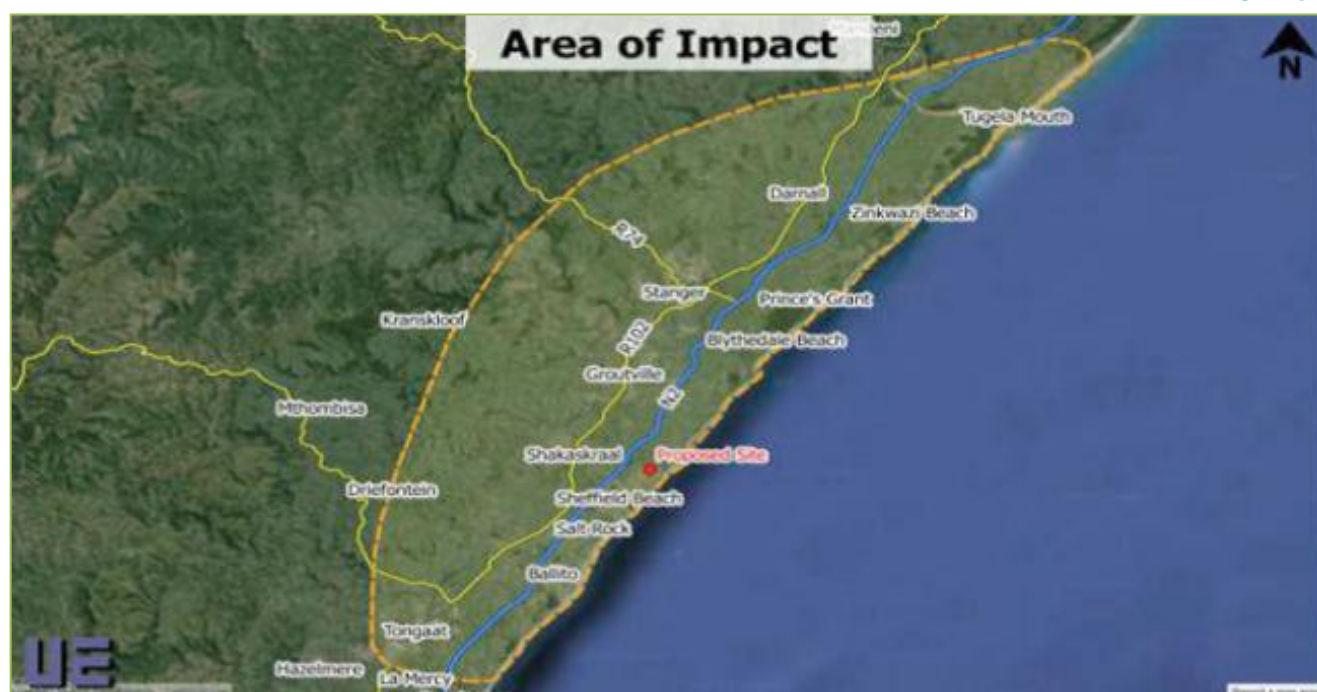 Area of Impact
N
Tugela Mouth
Darnall
Zinkwazi Beach
R74
Stanger
Prince's Grant
Kranskloof
R102
Blythedale Beach
Groutville
N2
Mthombisa
Shakaskraal
Proposed Site
Driefontein
Sheffield Beach
Salt Rock
Ballito
Tongaat
UE
Hazelmere
La Mercy